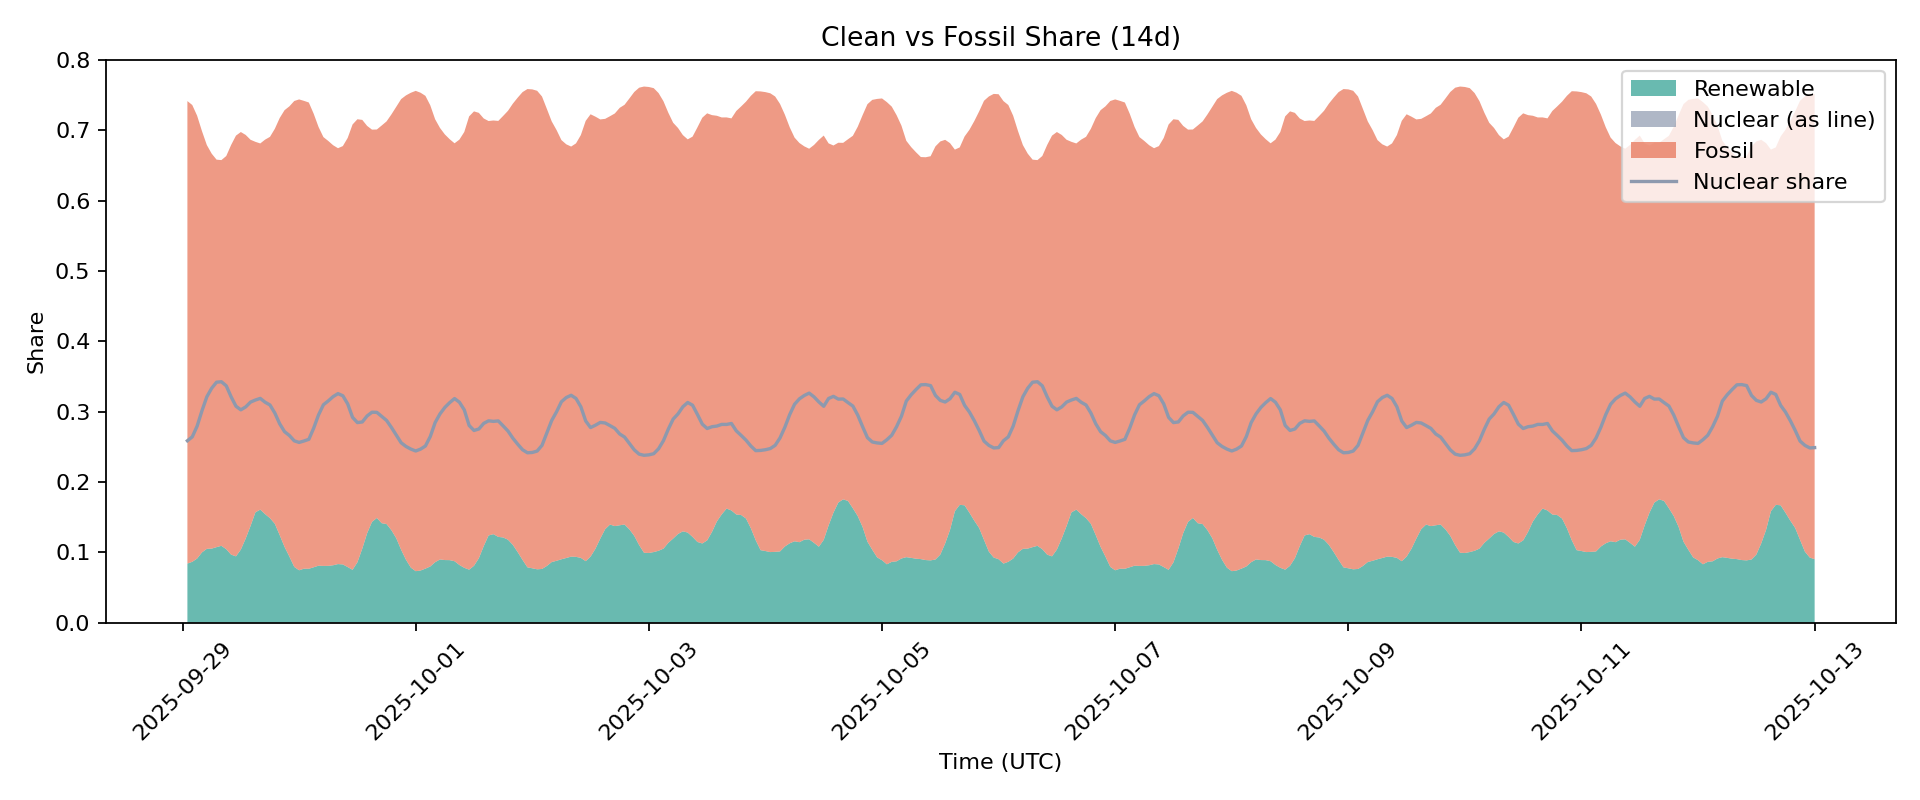 Clean vs Fossil Share (14d)
Renewable
Nuclear (as line)
Fossil
Nuclear share
Share
0.8
0.7
0.6
0.5
0.4
0.3
0.2
0.1
0.0
2025-09-29
2025-10-01
2025-10-03
2025-10-05
2025-10-07
2025-10-09
2025-10-11
2025-10-13
Time (UTC)